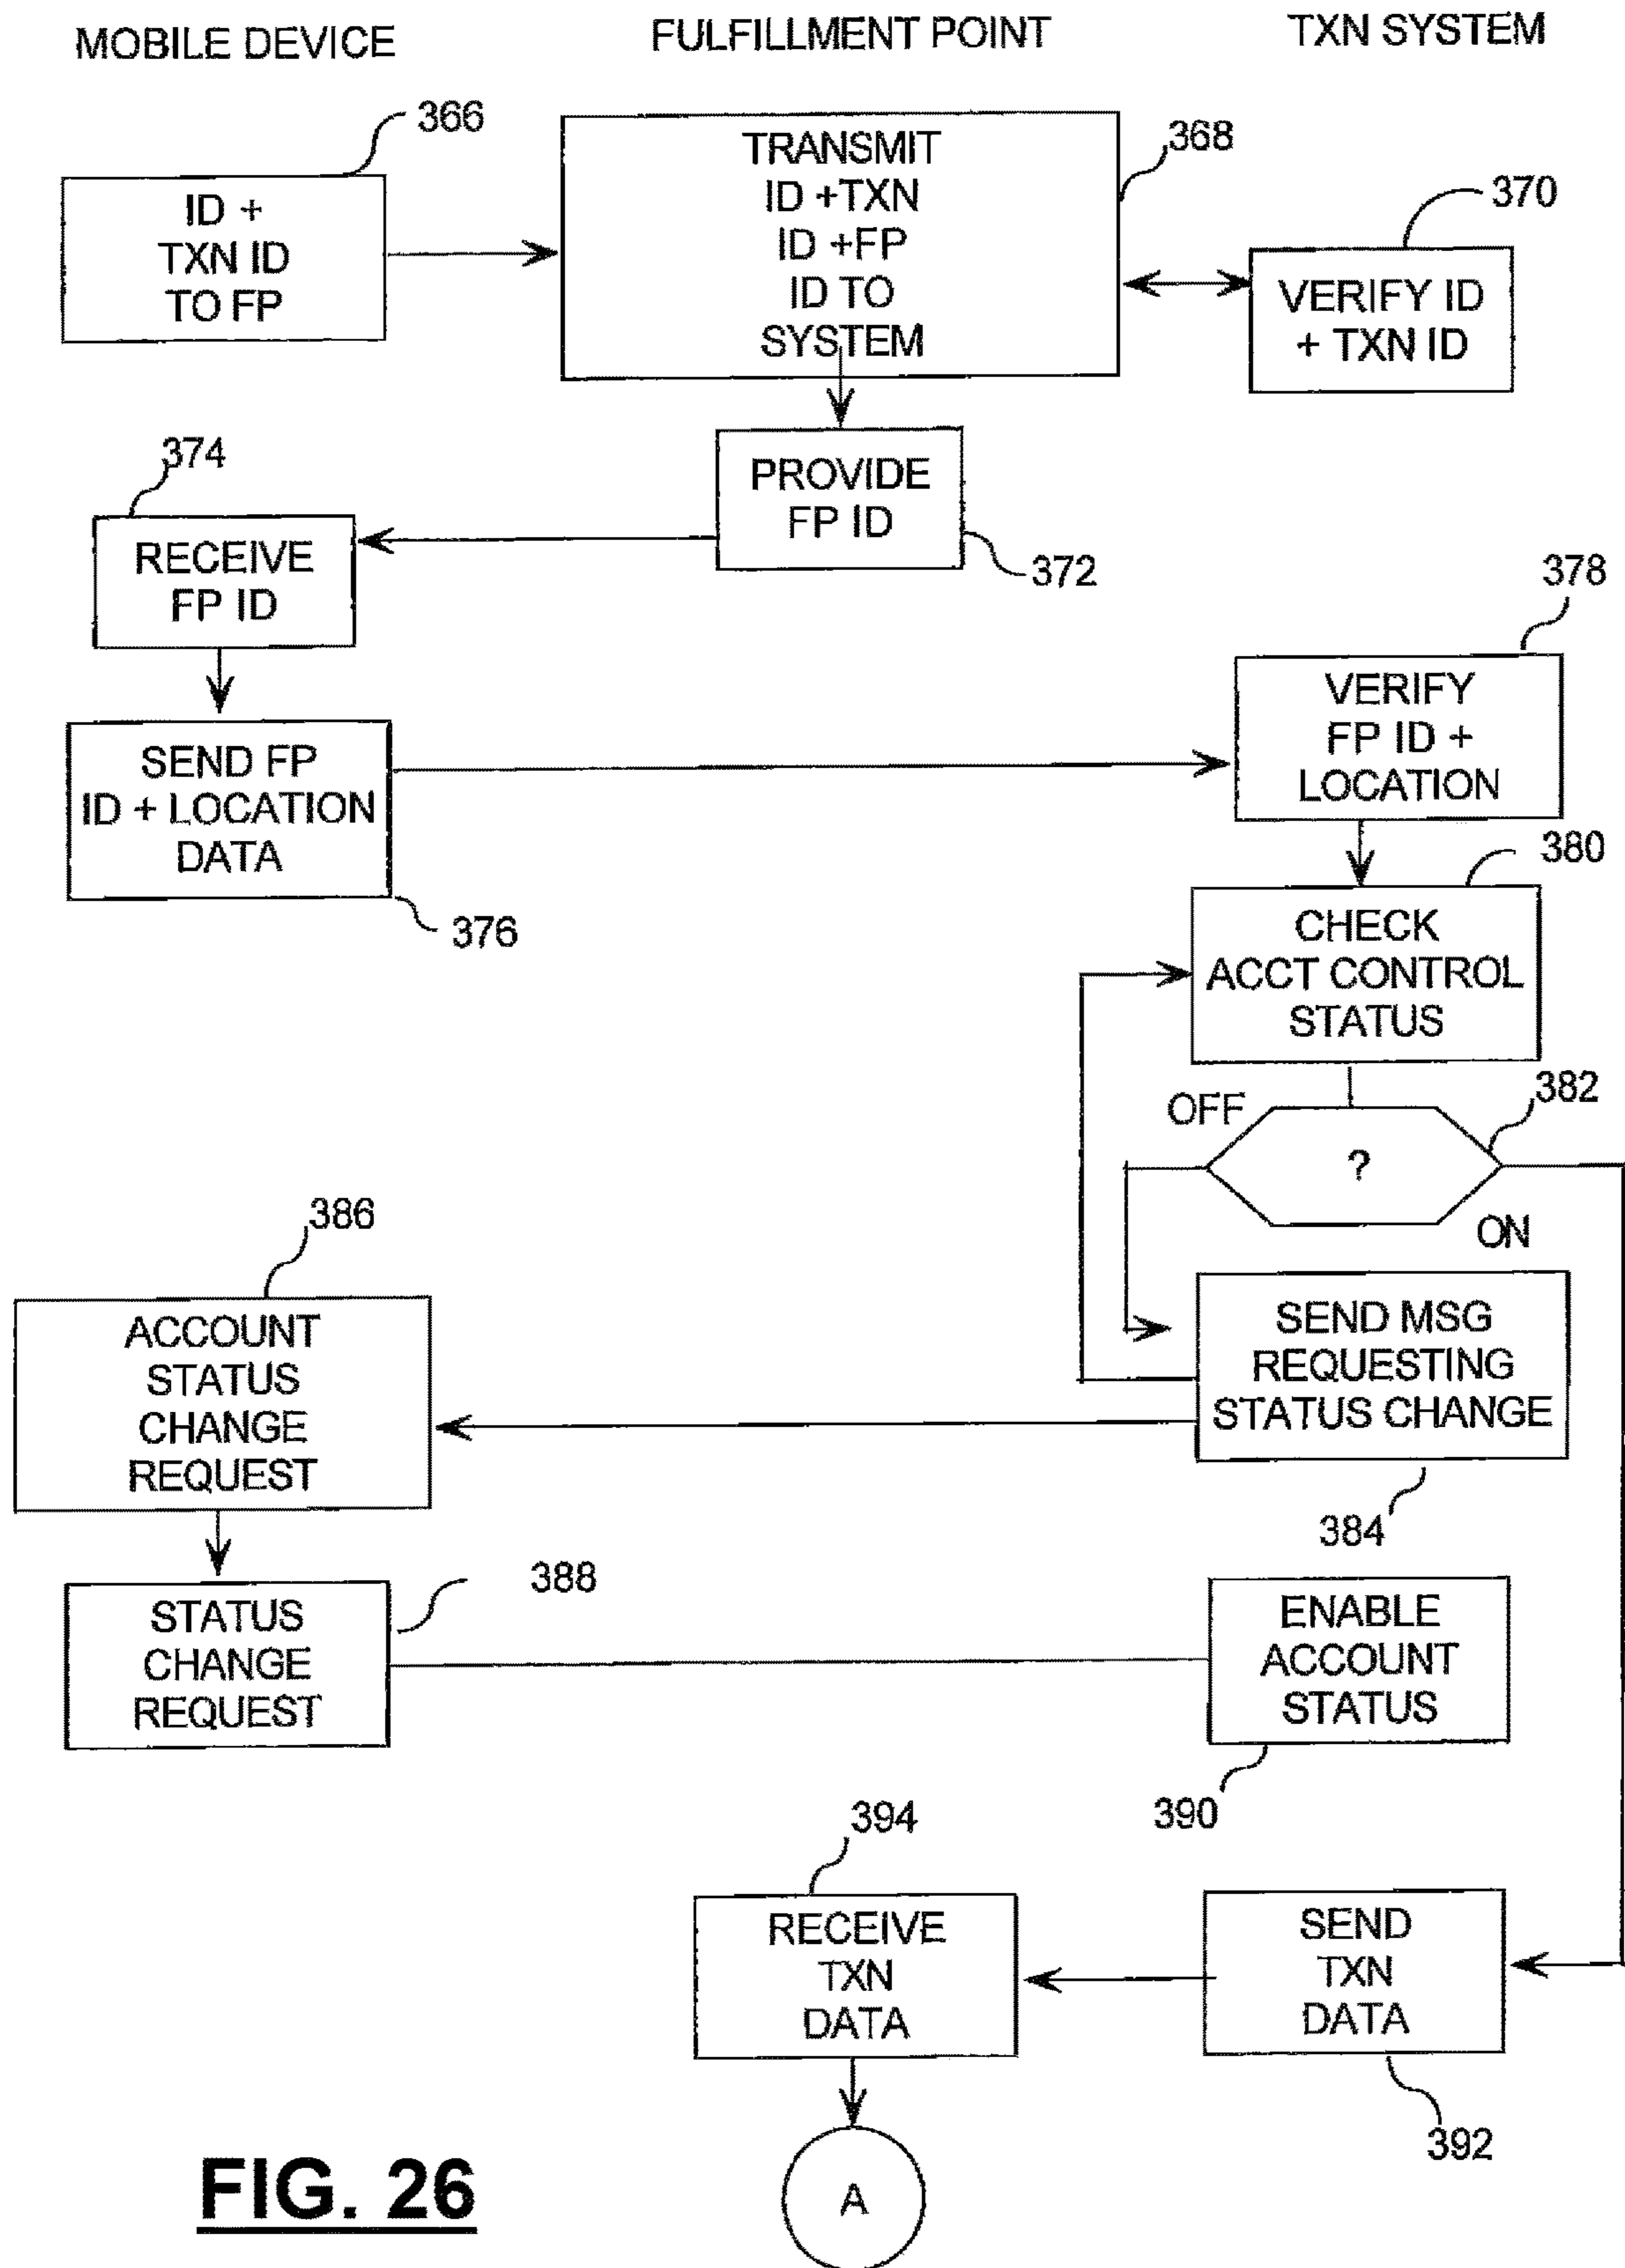 MOBILE DEVICE
FULFILLMENT POINT
TXN SYSTEM
366
ID +
TXN ID
TO FP
368
TRANSMIT
ID +TXN
ID +FP
ID TO
SYSTEM
370
VERIFY ID
+ TXN ID
PROVIDE
FP ID
372
374
RECEIVE
FP ID
SEND FP
ID + LOCATION
DATA
376
378
VERIFY
FP ID +
LOCATION
380
CHECK
ACCT CONTROL
STATUS
382
OFF
?
ON
SEND MSG
REQUESTING
STATUS CHANGE
384
386
ACCOUNT
STATUS
CHANGE
REQUEST
388
STATUS
CHANGE
REQUEST
ENABLE
ACCOUNT
STATUS
390
394
RECEIVE
TXN
DATA
SEND
TXN
DATA
392
A
FIG. 26